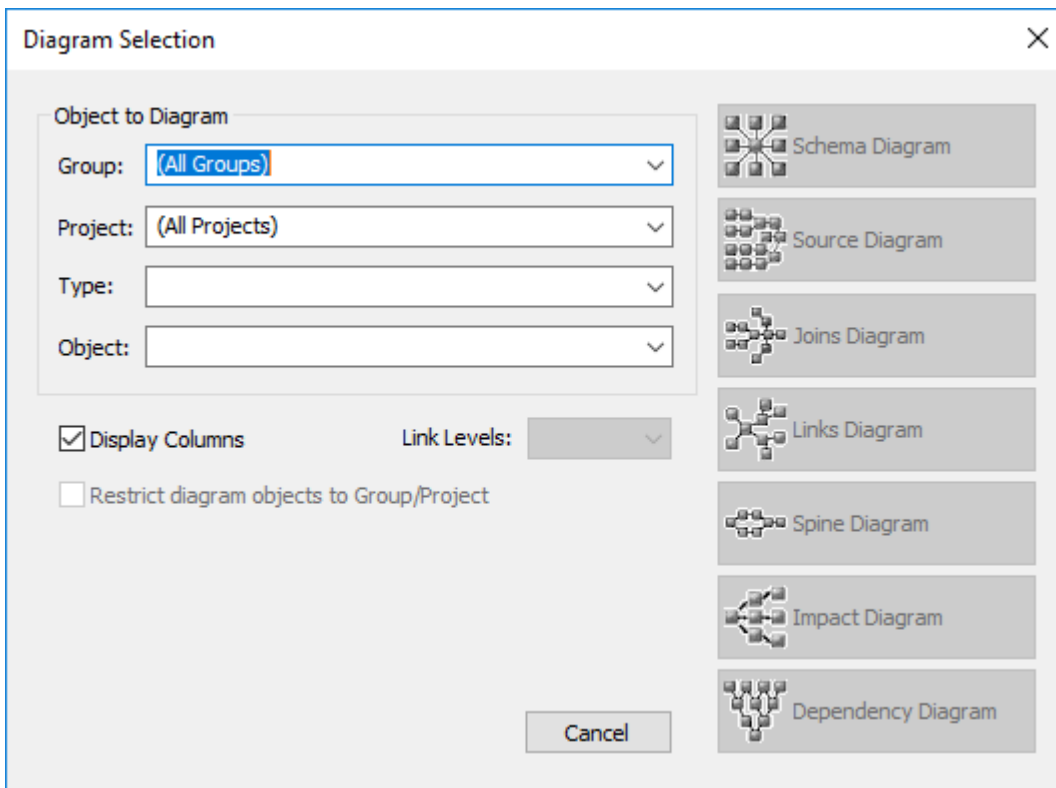 Diagram Selection
Object to Diagram
Group: (All Groups)
Project: (All Projects)
Type:
Object:
Display Columns
Link Levels:
Restrict diagram objects to Group/Project
Cancel
Schema Diagram
Source Diagram
Joins Diagram
Links Diagram
Spine Diagram
Impact Diagram
Dependency Diagram